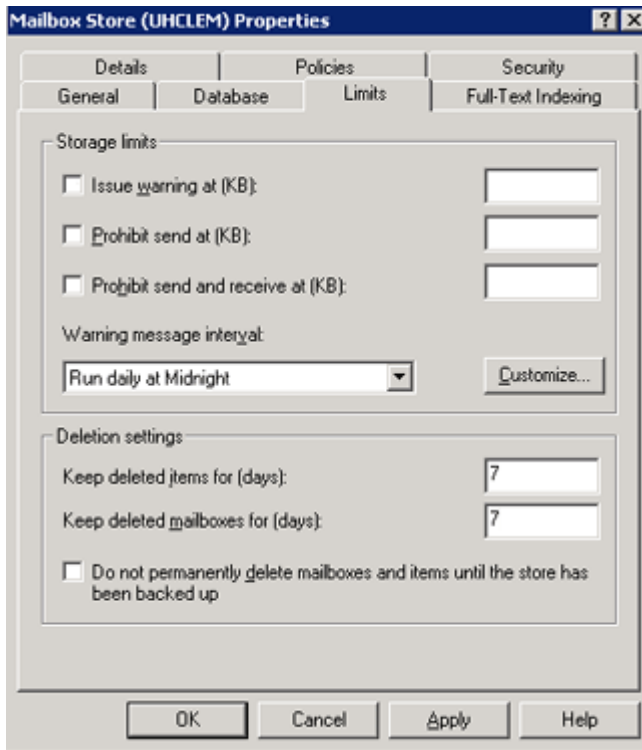 Mailbox Store (UHCLEM) Properties
Details Policies Security
General Database Limits Full-Text Indexing
Storage limits
Issue warning at (KB):
Prohibit send at (KB):
Prohibit send and receive at (KB):
Warning message interval:
Run daily at Midnight Customize...
Deletion settings
Keep deleted items for (days): 7
Keep deleted mailboxes for (days): 7
Do not permanently delete mailboxes and items until the store has
been backed up
OK Cancel Apply Help